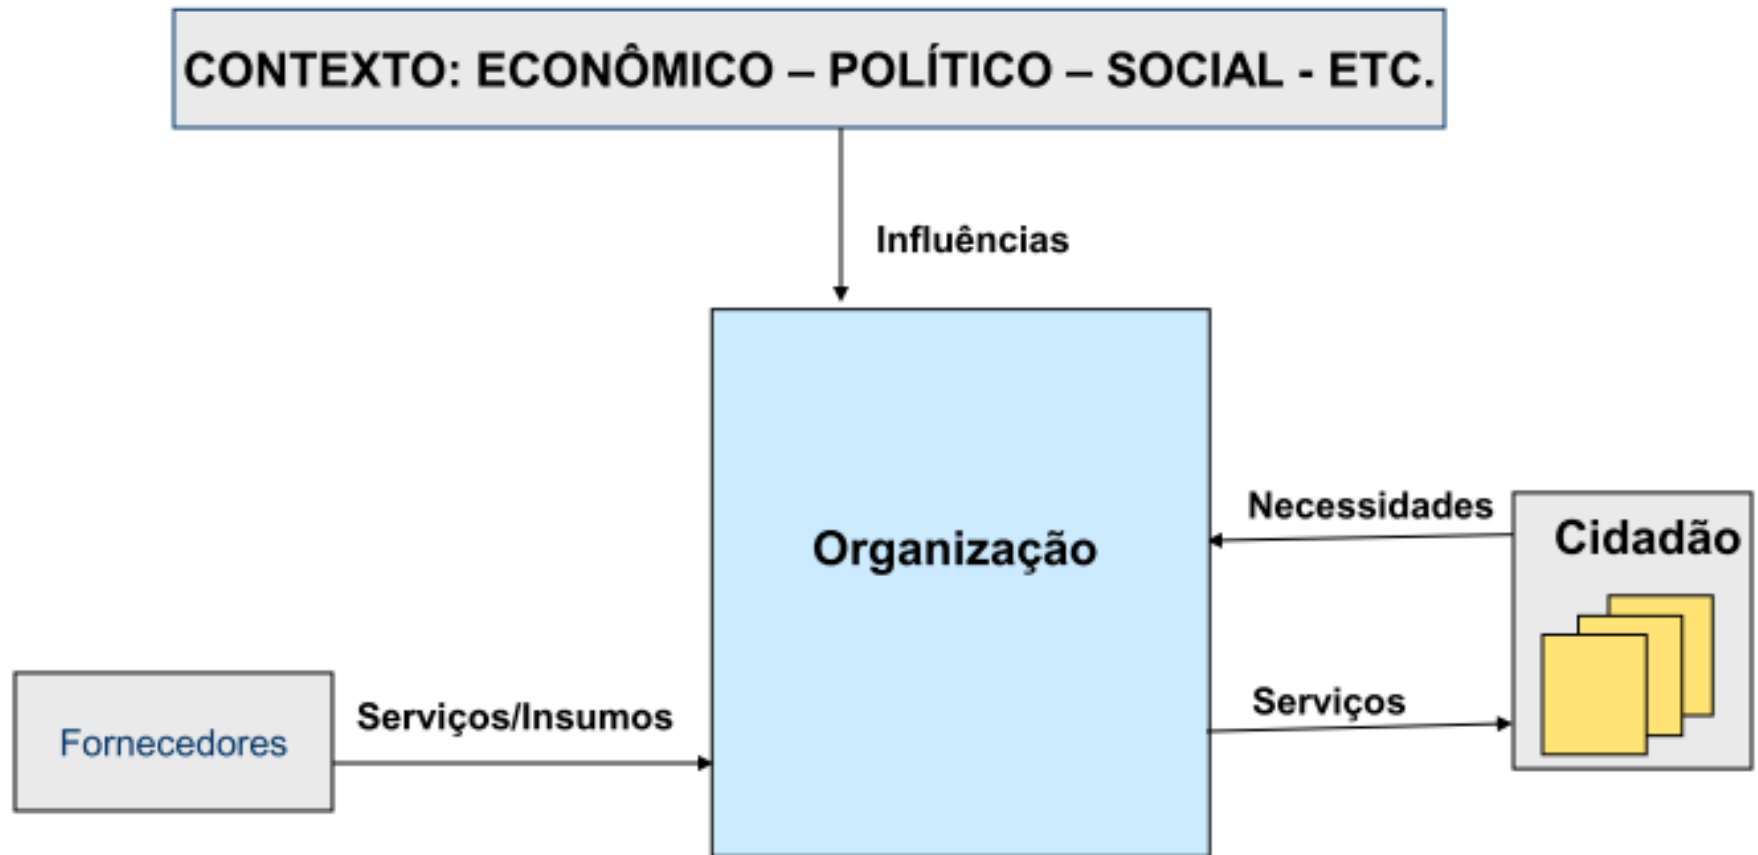 CONTEXTO: ECONÔMICO – POLÍTICO – SOCIAL - ETC.
Influências
Necessidades
Cidadão
Organização
Serviços
Serviços/Insumos
Fornecedores